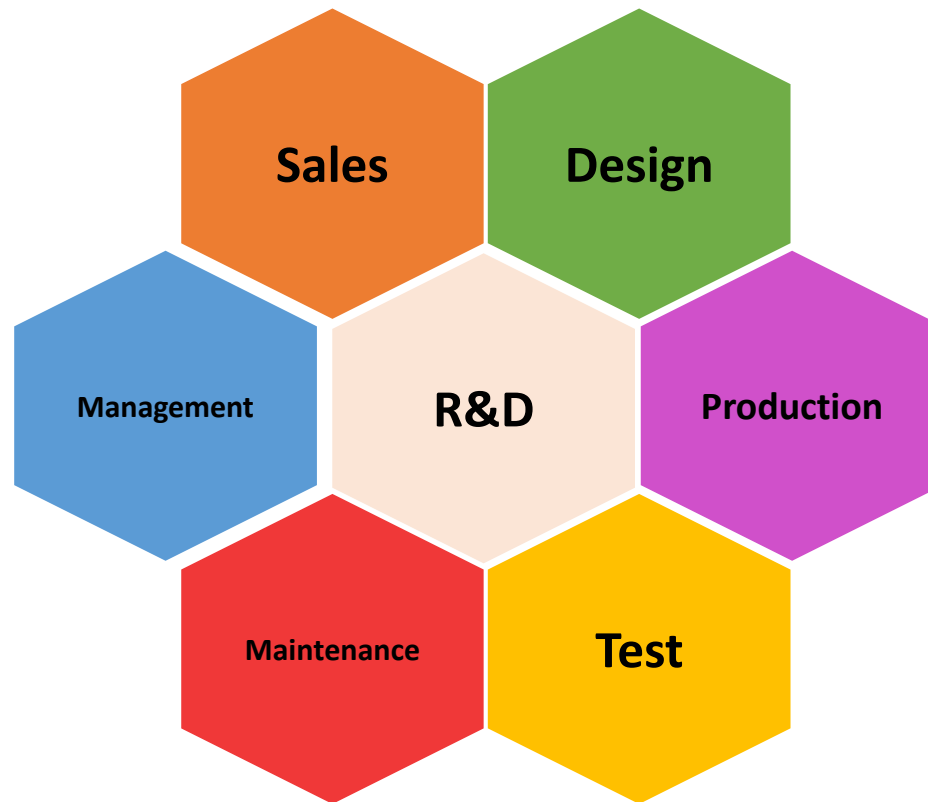 Sales
Design
Management
R&D
Production
Maintenance
Test